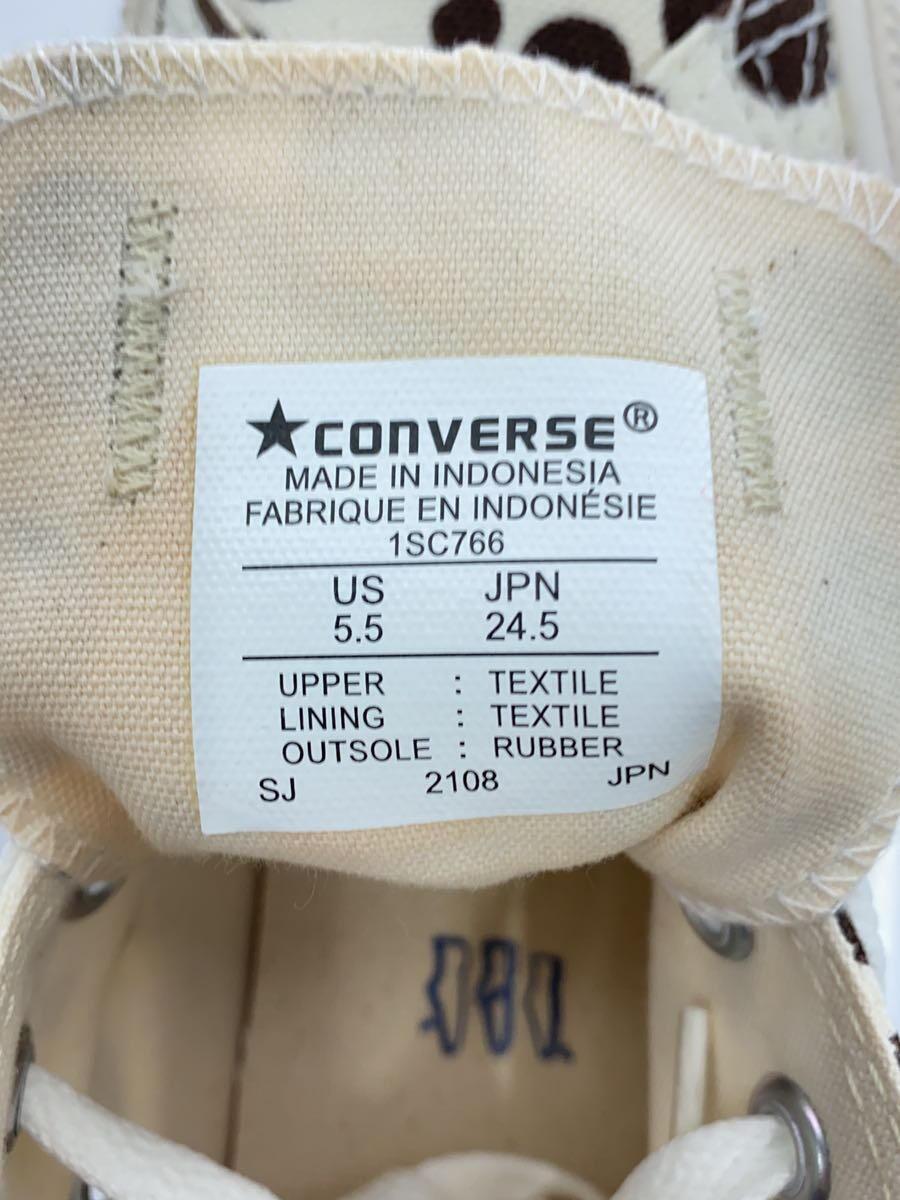 ★CONVERSE®
MADE IN INDONESIA
FABRIQUE EN INDONÉSIE
1SC766
US JPN
5.5 24.5
UPPER : TEXTILE
LINING : TEXTILE
OUTSOLE : RUBBER
SJ 2108 JPN